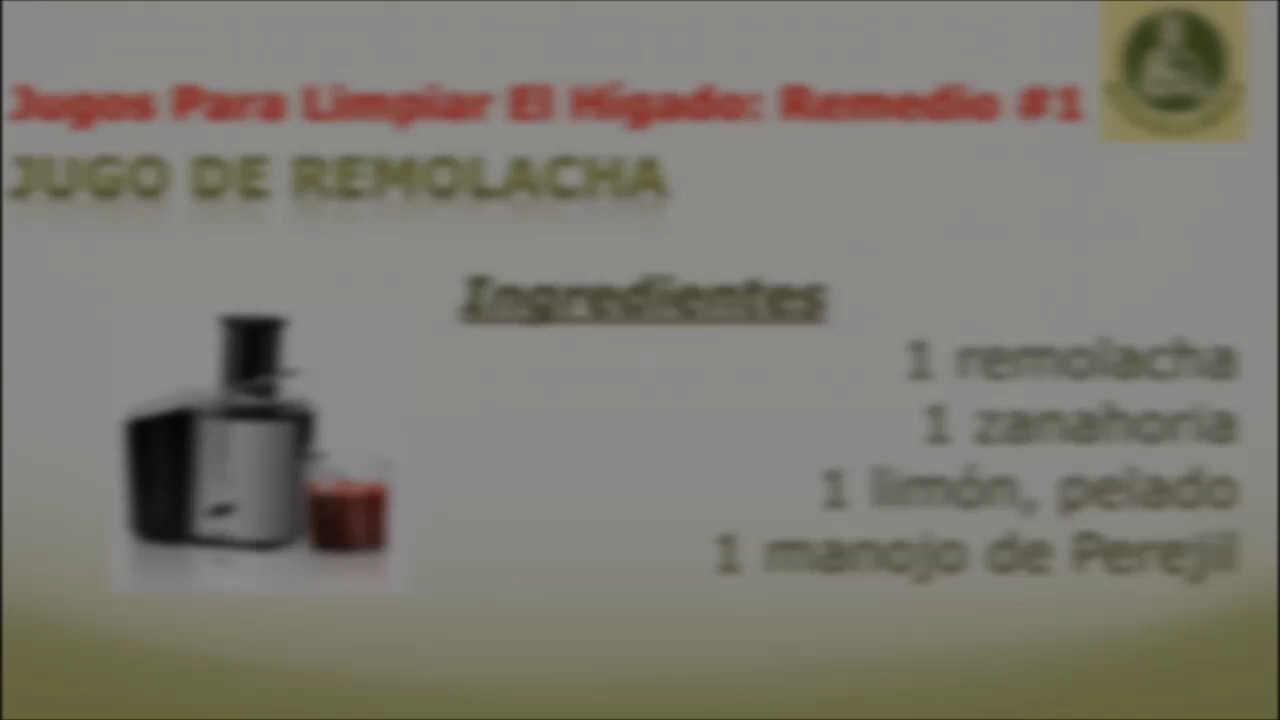 Jugos Para Limpiar El Hígado: Remedio #1
JUGO DE REMOLACHA
Ingredientes
1 remolacha
1 zanahoria
1 limón, pelado
1 manojo de Perejil